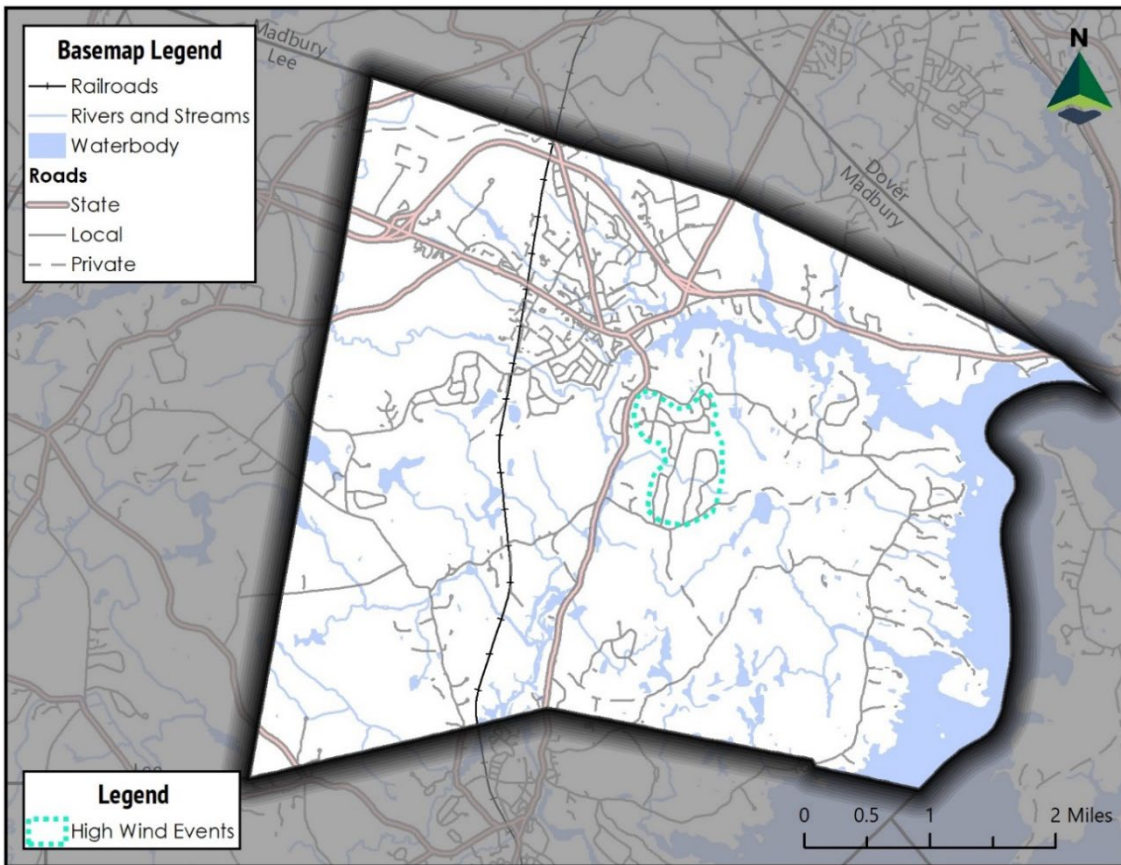 Basemap Legend
Railroads
Rivers and Streams
Waterbody
Roads
State
Local
Private
Madbury
Lee
N
Dover
Madbury
Lee
Legend
High Wind Events
0 0.5 1 2 Miles